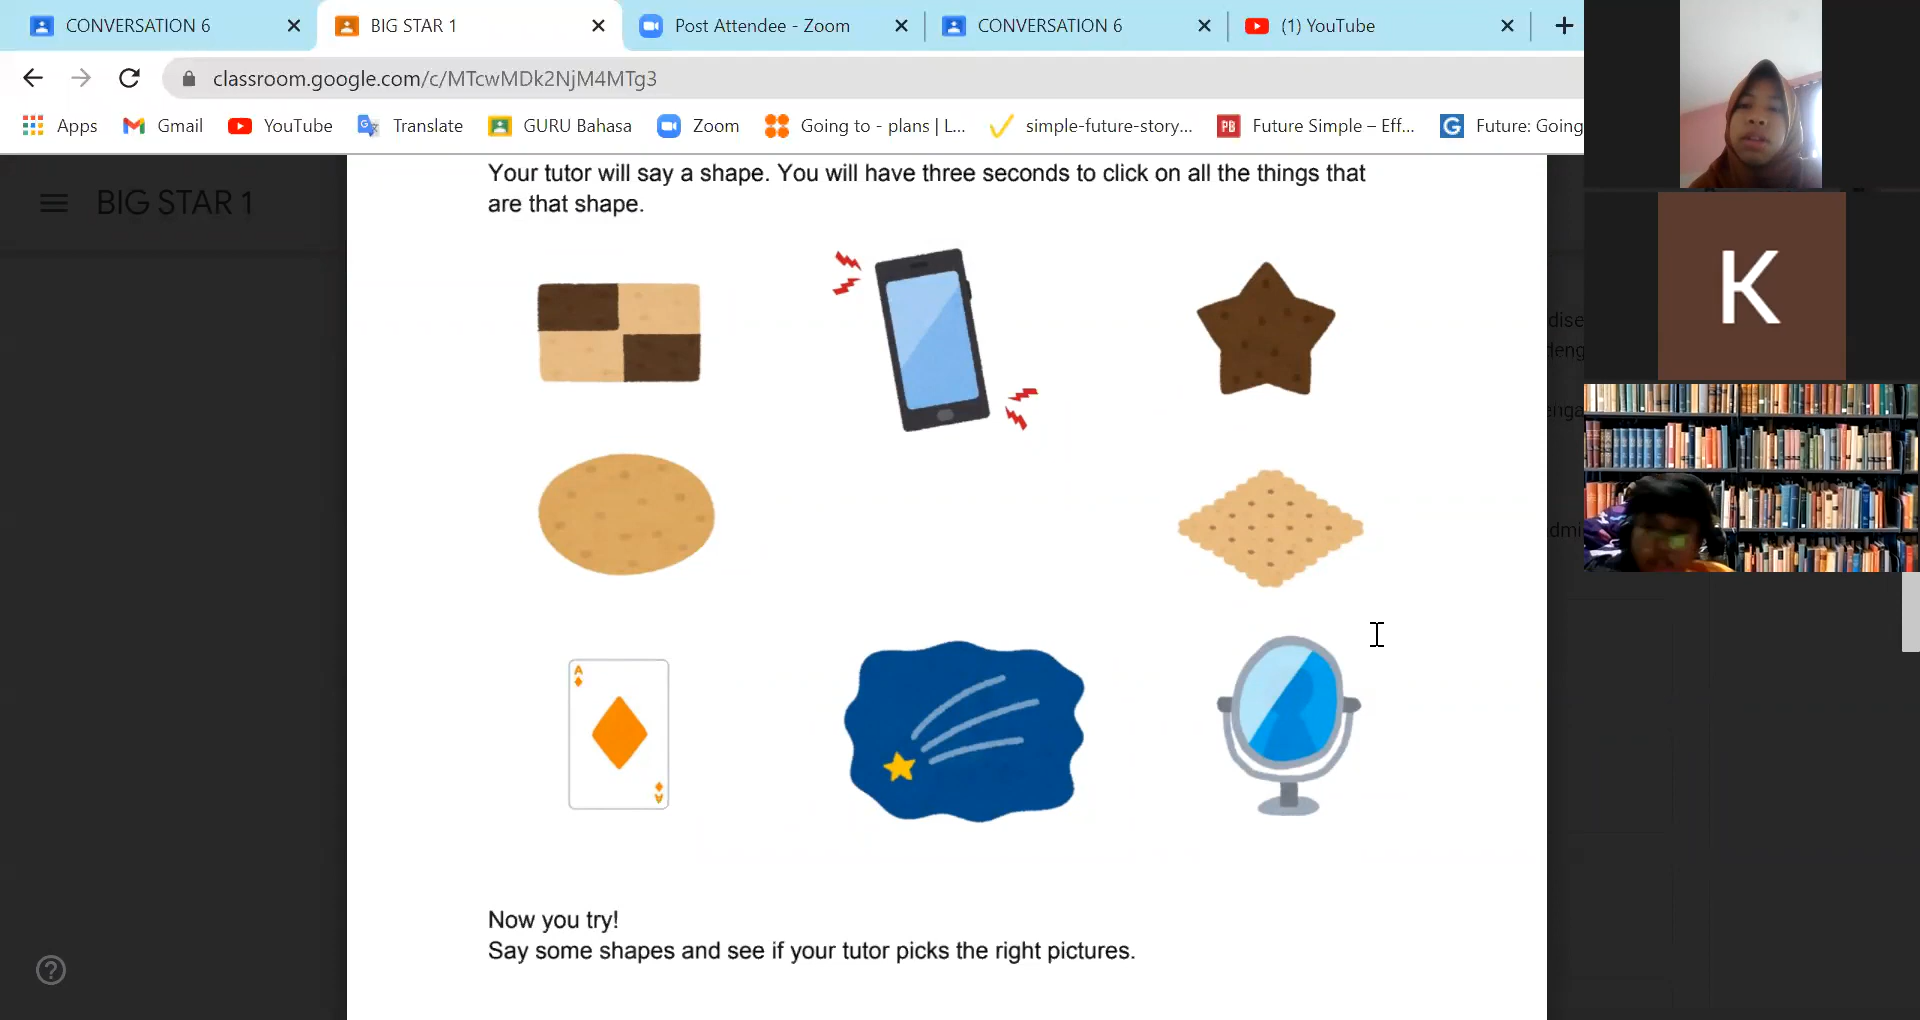 CONVERSATION 6
BIG STAR 1
Post Attendee - Zoom
CONVERSATION 6
(1) YouTube
classroom.google.com/c/MTcwMDk2NjM4MTg3
Apps
Gmail
YouTube
Translate
GURU Bahasa
Zoom
Going to - plans | L...
simple-future-story...
PB
Future Simple – Eff...
G
Future: Going
BIG STAR 1
Your tutor will say a shape. You will have three seconds to click on all the things that
are that shape.
K
A
A
Now you try!
Say some shapes and see if your tutor picks the right pictures.